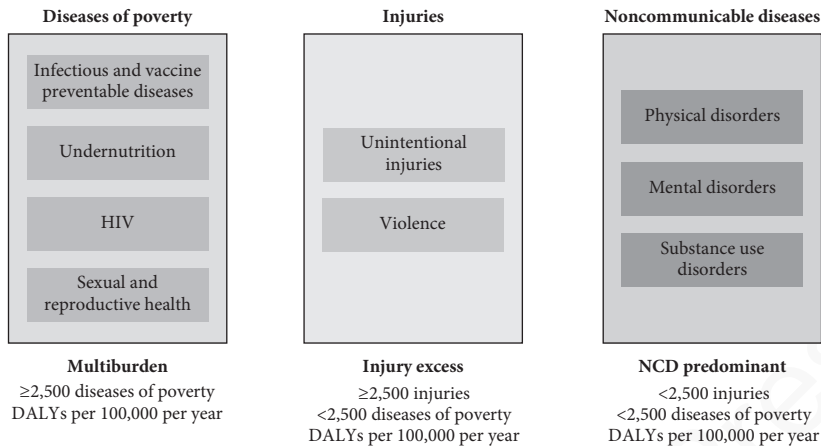 Diseases of poverty
Infectious and vaccine
preventable diseases
Undernutrition
HIV
Sexual and
reproductive health
Multiburden
≥2,500 diseases of poverty
DALYs per 100,000 per year
Injuries
Unintentional
injuries
Violence
Injury excess
≥2,500 injuries
<2,500 diseases of poverty
DALYs per 100,000 per year
Noncommunicable diseases
Physical disorders
Mental disorders
Substance use
disorders
NCD predominant
<2,500 injuries
<2,500 diseases of poverty
DALYs per 100,000 per year